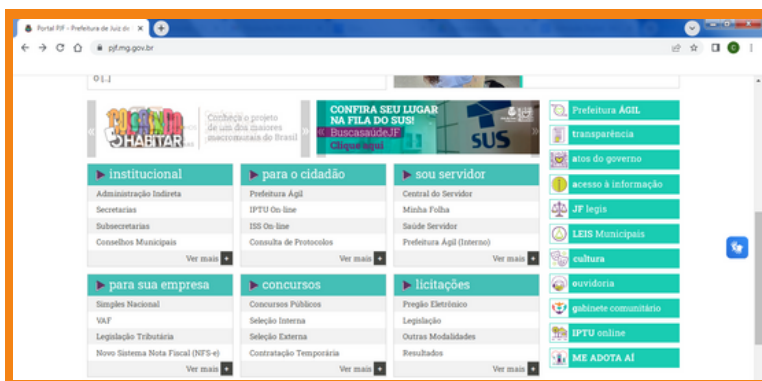 Portal PJF – Prefeitura de Juiz de
pjf.mg.gov.br
o [...]
COLORINDO
O HABITAR
Conheça o projeto
de um dos maiores
macromurais do Brasil
CONFIRA SEU LUGAR
NA FILA DO
SUS!
BuscasaúdeJF
Clique aqui
SUS
institucional
Administração Indireta
Secretarias
Subsecretarias
Conselhos Municipais
Ver mais +
para o cidadão
Prefeitura Ágil
IPTU On-line
ISS On-line
Consulta de Protocolos
Ver mais +
sou servidor
Central do Servidor
Minha Folha
Saúde Servidor
Prefeitura Ágil (Interno)
Ver mais +
para sua empresa
Simples Nacional
VAF
Legislação Tributária
Novo Sistema Nota Fiscal (NFS-e)
Ver mais +
concursos
Concursos Públicos
Seleção Interna
Seleção Externa
Contratação Temporária
Ver mais +
licitações
Pregão Eletrônico
Legislação
Outras Modalidades
Resultados
Ver mais +
Prefeitura ÁGIL
transparência
atos do governo
acesso à informação
JF legis
LEIS Municipais
cultura
ouvidoria
gabinete comunitário
IPTU online
ME ADOTA AÍ